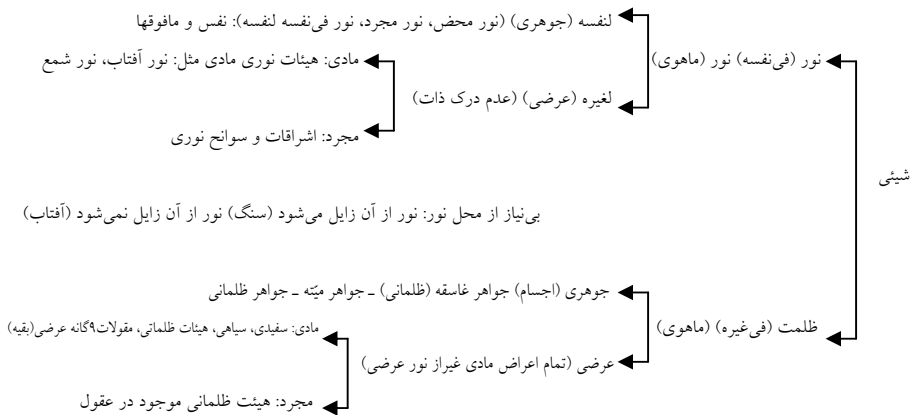 لنفسه (جوهری) (نور محض، نور مجرد، نور فی‌نفسه لنفسه): نفس و مافوقها
نور (فی‌نفسه) نور (ماهوی)
مادی: هیئات نوری مادی مثل: نور آفتاب، نور شمع
لغیره (عرضی) (عدم درک ذات)
مجرد: اشراقات و سوانح نوری
شیئی
بی‌نیاز از محل نور: نور از آن زایل می‌شود (سنگ) نور از آن زایل نمی‌شود (آفتاب)
جوهری (اجسام) جواهر غاسقه (ظلمانی) ـ جواهر میّته ـ جواهر ظلمانی
ظلمت (فی‌غیره) (ماهوی)
مادی: سفیدی، سیاهی، هیئات ظلماتی، مقولات۹گانه عرضی(بقیه)
عرضی (تمام اعراض مادی غیراز نور عرضی)
مجرد: هیئت ظلمانی موجود در عقول